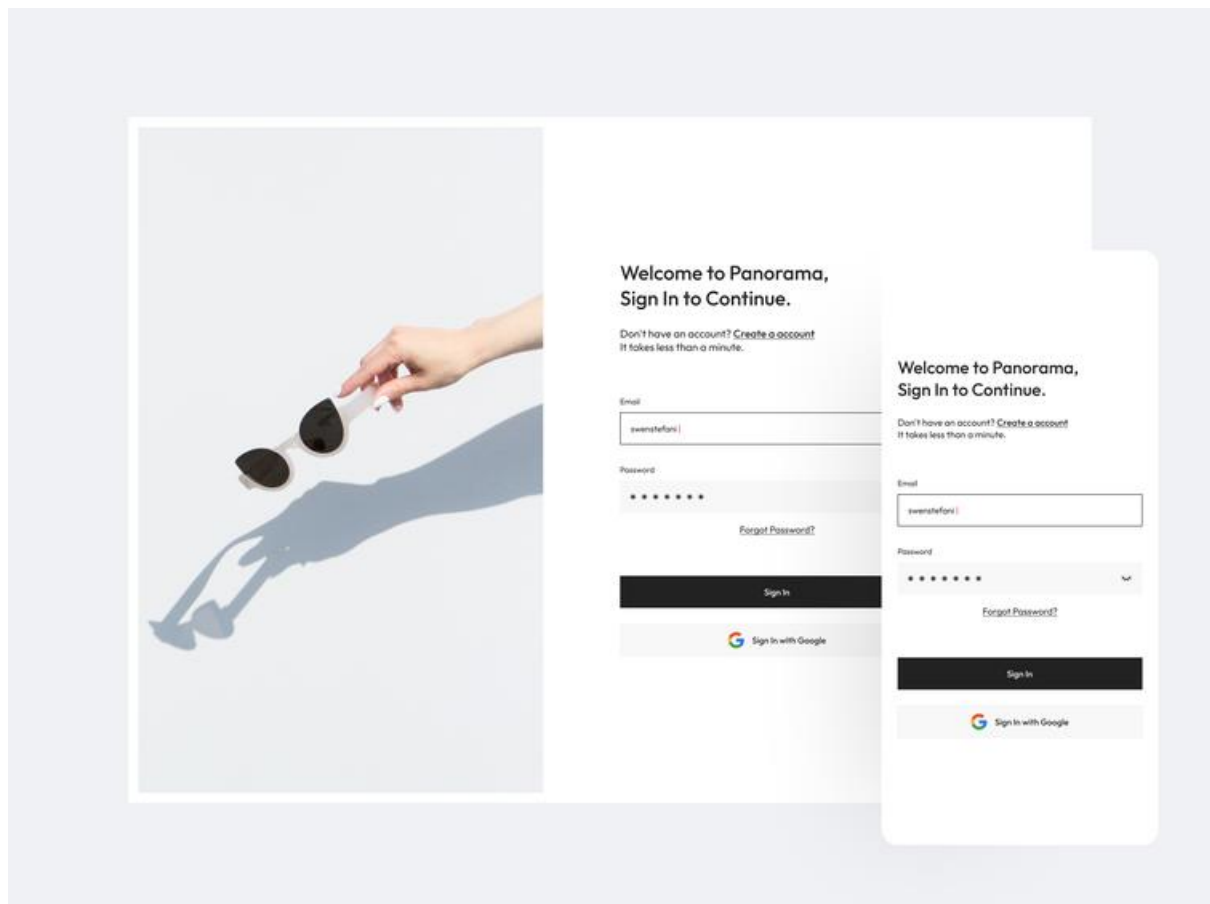 Welcome to Panorama,
Sign In to Continue.
Don't have an account? Create a account
It takes less than a minute.
Email
swenstefani
Password
Forgot Password?
Sign In
Sign In with Google
Welcome to Panorama,
Sign In to Continue.
Don't have an account? Create a account
It takes less than a minute.
Email
swenstefani
Password
Forgot Password?
Sign In
Sign In with Google